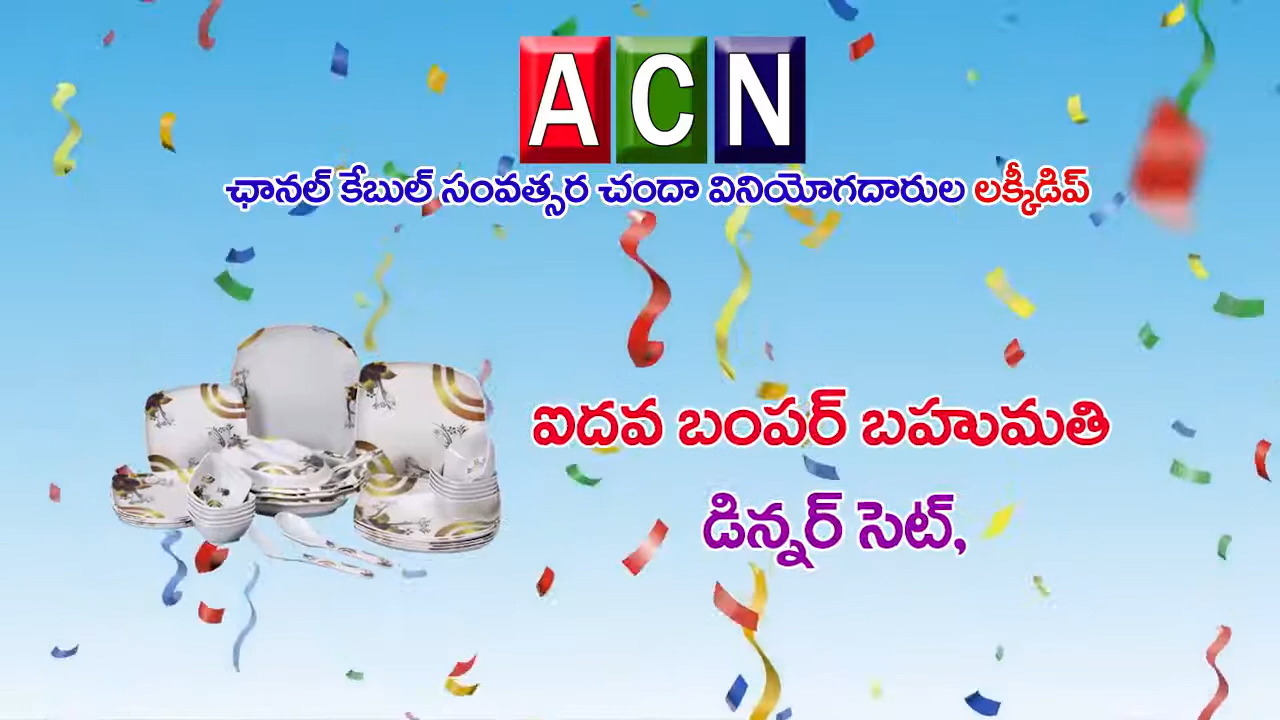 ACN
ఛానల్ కేబుల్ సంవత్సర చందా వినియోగదారుల లక్కీడిప్
ఐదవ బంపర్ బహుమతి
డిన్నర్ సెట్,